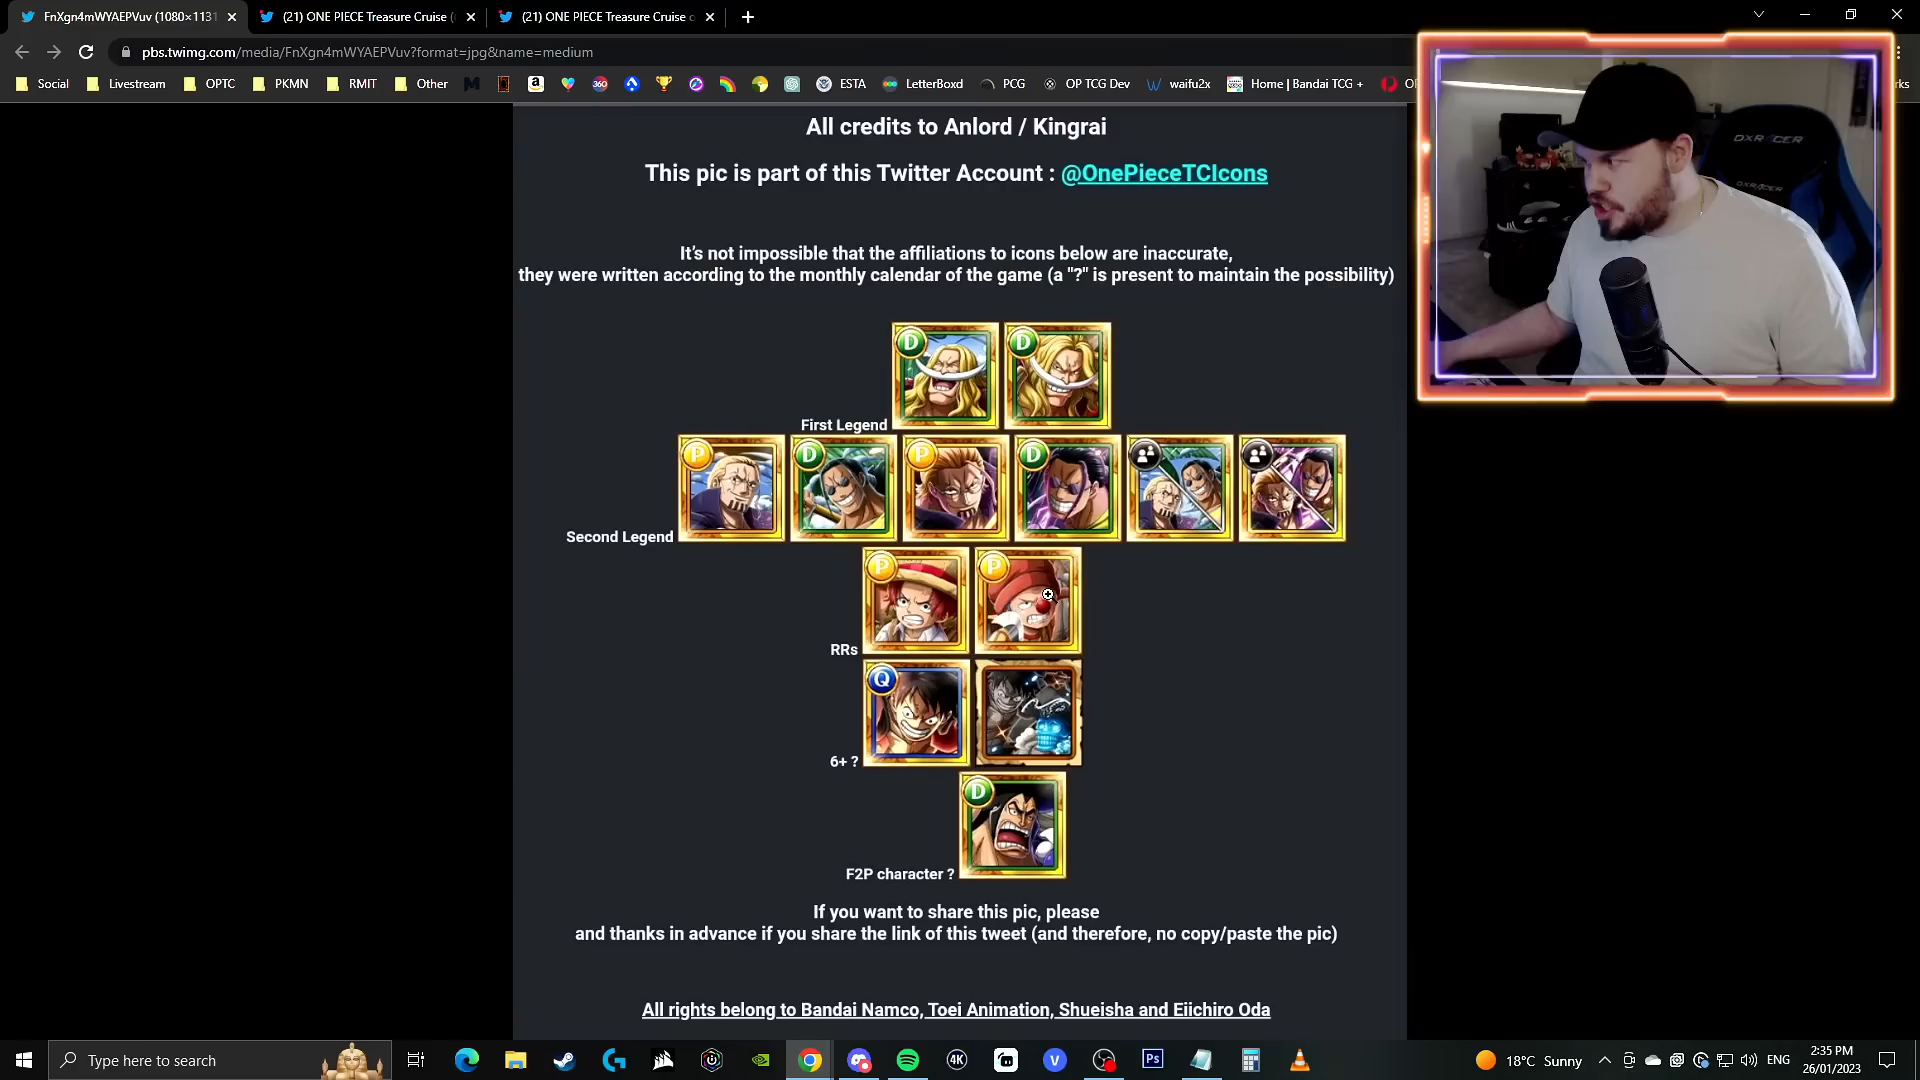 FnXgn4mWYAEPVuv (1080×1131
(21) ONE PIECE Treasure Cruise (
(21) ONE PIECE Treasure Cruise o
pbs.twimg.com/media/FnXgn4mWYAEPVuv?format=jpg&name=medium
Social
Livestream
OPTC
PKMN
RMIT
Other
360
ESTA
LetterBoxd
PCG
OP TCG Dev
waifu2x
Home | Bandai TCG +
DXRACER
DXRACER
All credits to Anlord / Kingrai
This pic is part of this Twitter Account : @OnePieceTCIcons
It's not impossible that the affiliations to icons below are inaccurate,
they were written according to the monthly calendar of the game (a "?" is present to maintain the possibility)
D
D
First Legend
P
D
P
D
Second Legend
P
P
RRs
Q
6+ ?
D
F2P character ?
If you want to share this pic, please
and thanks in advance if you share the link of this tweet (and therefore, no copy/paste the pic)
All rights belong to Bandai Namco, Toei Animation, Shueisha and Eiichiro Oda
Type here to search
4K
V
Ps
18°C Sunny
ENG
2:35 PM
26/01/2023